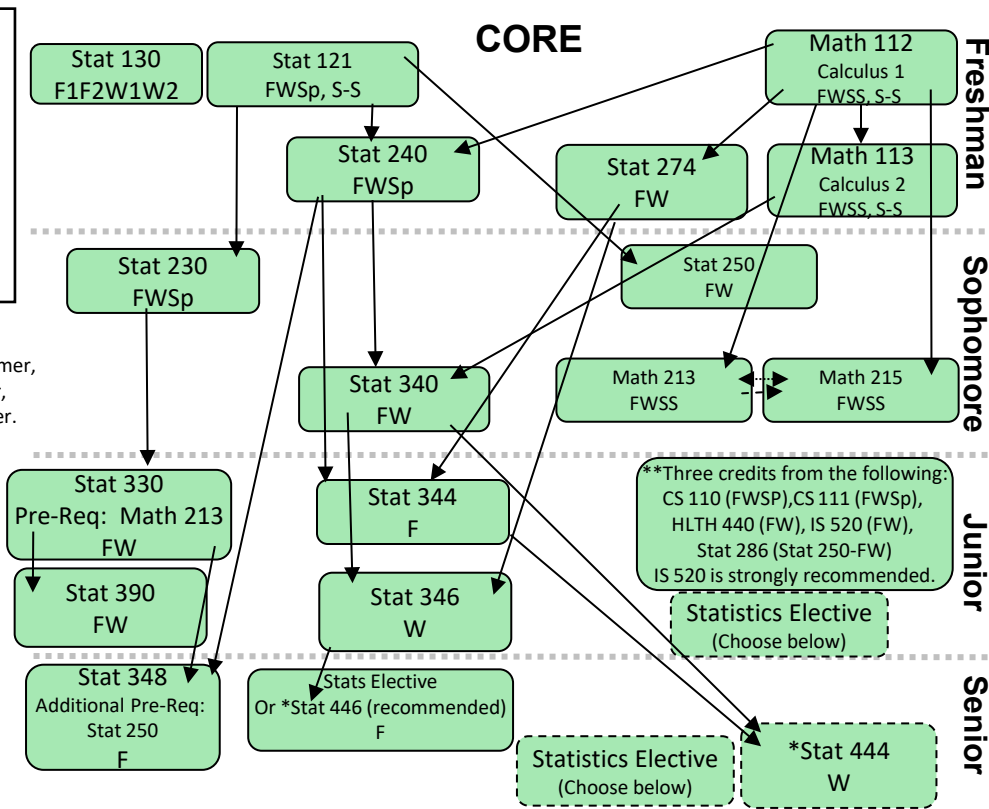 CORE
Freshman
Stat 130
F1F2W1W2
Stat 121
FWSp, S-S
Math 112
Calculus 1
FWSS, S-S
Stat 240
FWSp
Stat 274
FW
Math 113
Calculus 2
FWSS, S-S
Sophomore
Stat 230
FWSp
Stat 250
FW
mer,
,
er.
Stat 340
FW
Math 213
FWSS
Math 215
FWSS
Junior
Stat 330
Pre-Req: Math 213
FW
Stat 344
F
**Three credits from the following:
CS 110 (FWSP),CS 111 (FWSp),
HLTH 440 (FW), IS 520 (FW),
Stat 286 (Stat 250-FW)
IS 520 is strongly recommended.
Stat 390
FW
Stat 346
W
Statistics Elective
(Choose below)
Senior
Stat 348
Additional Pre-Req:
Stat 250
F
Stats Elective
Or *Stat 446 (recommended)
F
Statistics Elective
(Choose below)
*Stat 444
W